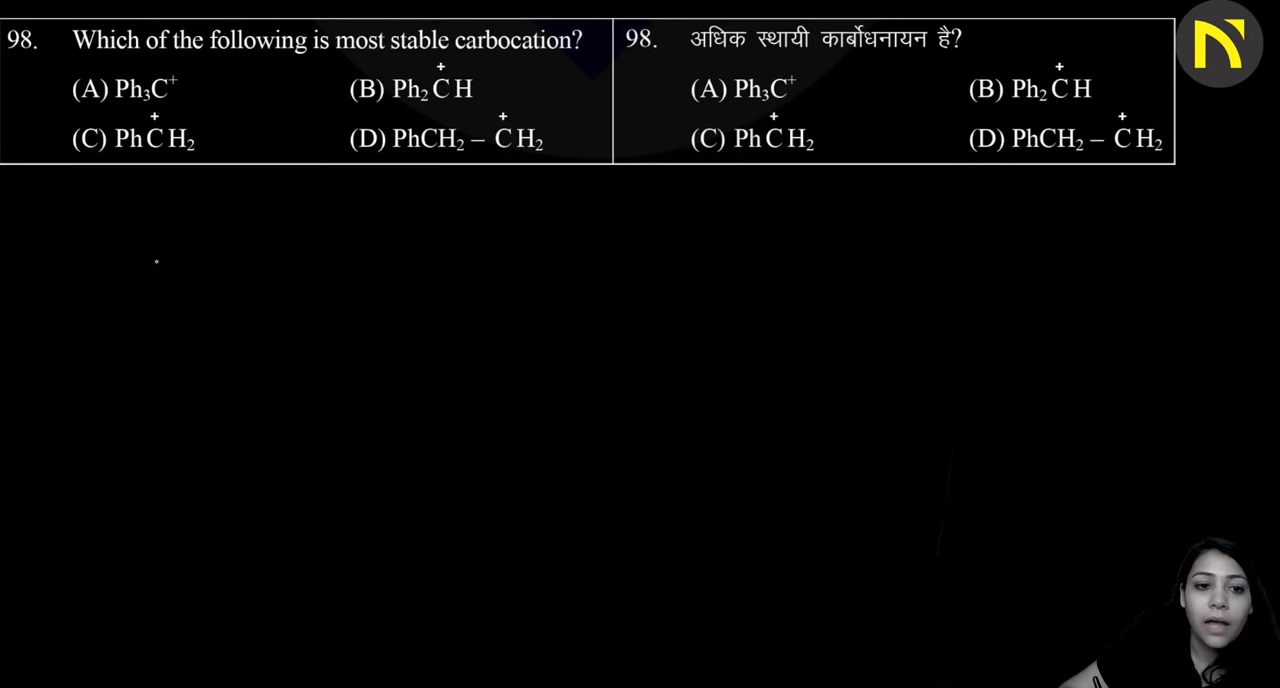 98. Which of the following is most stable carbocation?
(A) Ph₃C⁺ (B) Ph₂C⁺H
(C) PhC⁺H₂ (D) PhCH₂ – C⁺H₂
98. अधिक स्थायी कार्बोधनायन है?
(A) Ph₃C⁺ (B) Ph₂C⁺H
(C) PhC⁺H₂ (D) PhCH₂ – C⁺H₂